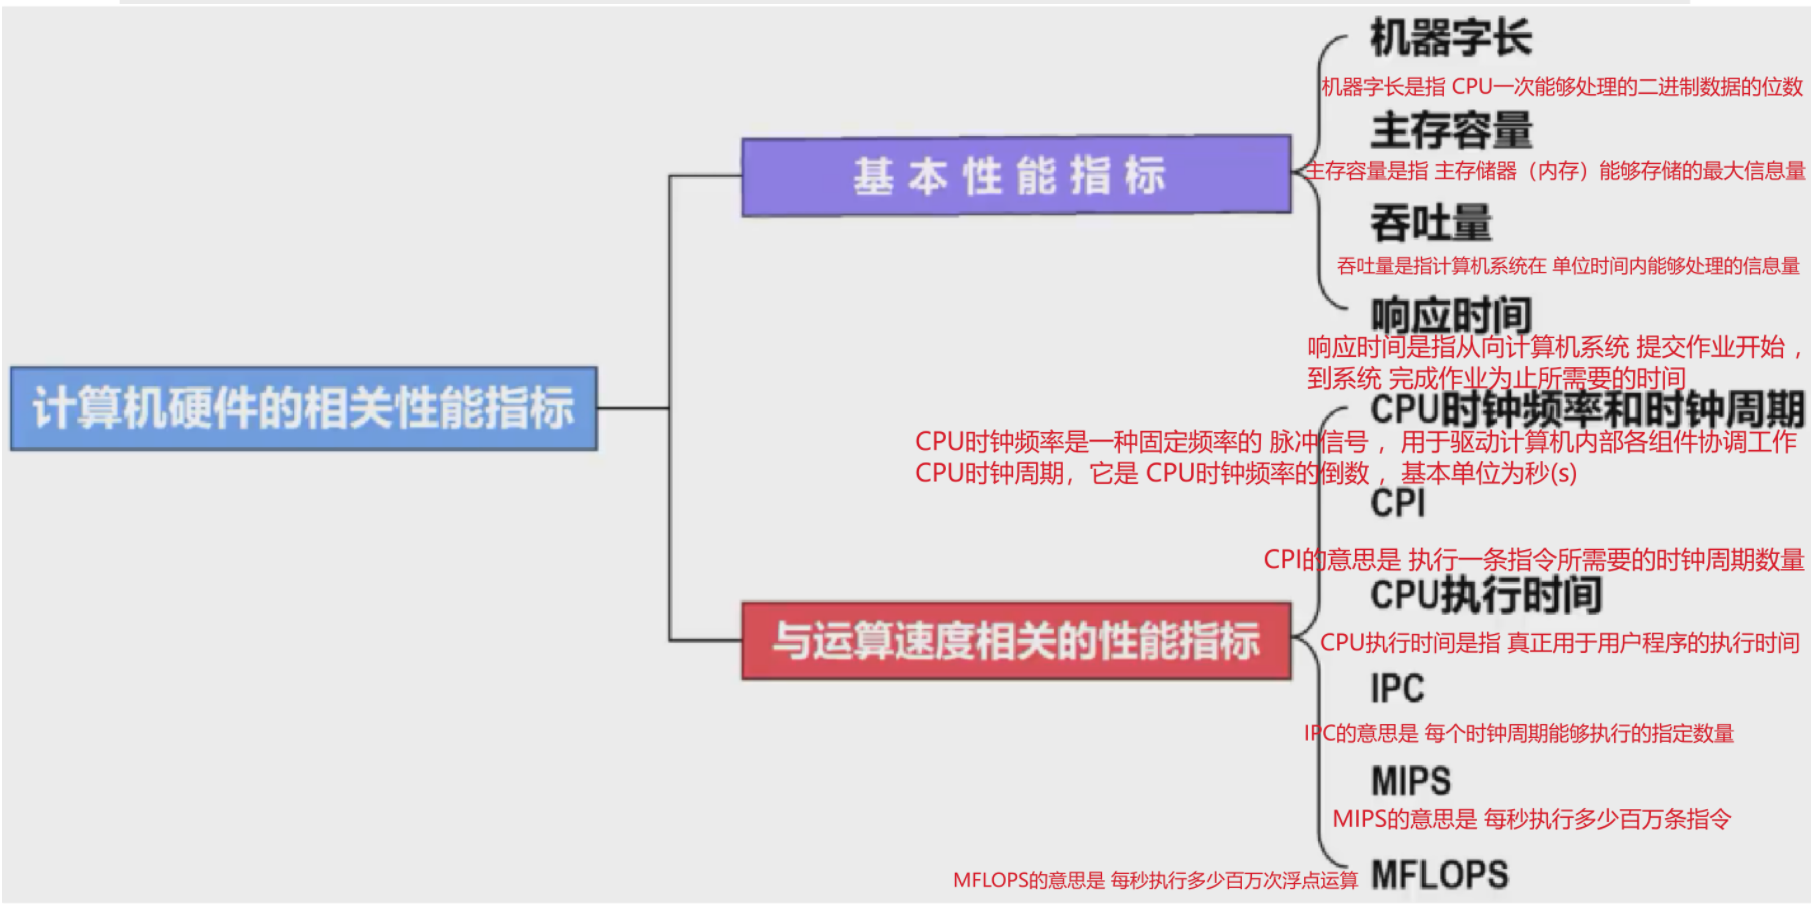 机器字长
机器字长是指 CPU一次能够处理的二进制数据的位数
主存容量
基本性能指标
主存容量是指 主存储器（内存）能够存储的最大信息量
吞吐量
吞吐量是指计算机系统在 单位时间内能够处理的信息量
响应时间
响应时间是指从向计算机系统 提交作业开始，
到系统 完成作业为止所需要的时间
计算机硬件的相关性能指标
CPU时钟频率和时钟周期
CPU时钟频率是一种固定频率的 脉冲信号 ，用于驱动计算机内部各组件协调工作
CPU时钟周期，它是 CPU时钟频率的倒数 ，基本单位为秒(s)
CPI
CPI的意思是 执行一条指令所需要的时钟周期数量
CPU执行时间
与运算速度相关的性能指标
CPU执行时间是指 真正用于用户程序的执行时间
IPC
IPC的意思是 每个时钟周期能够执行的指定数量
MIPS
MIPS的意思是 每秒执行多少百万条指令
MFLOPS
MFLOPS的意思是 每秒执行多少百万次浮点运算